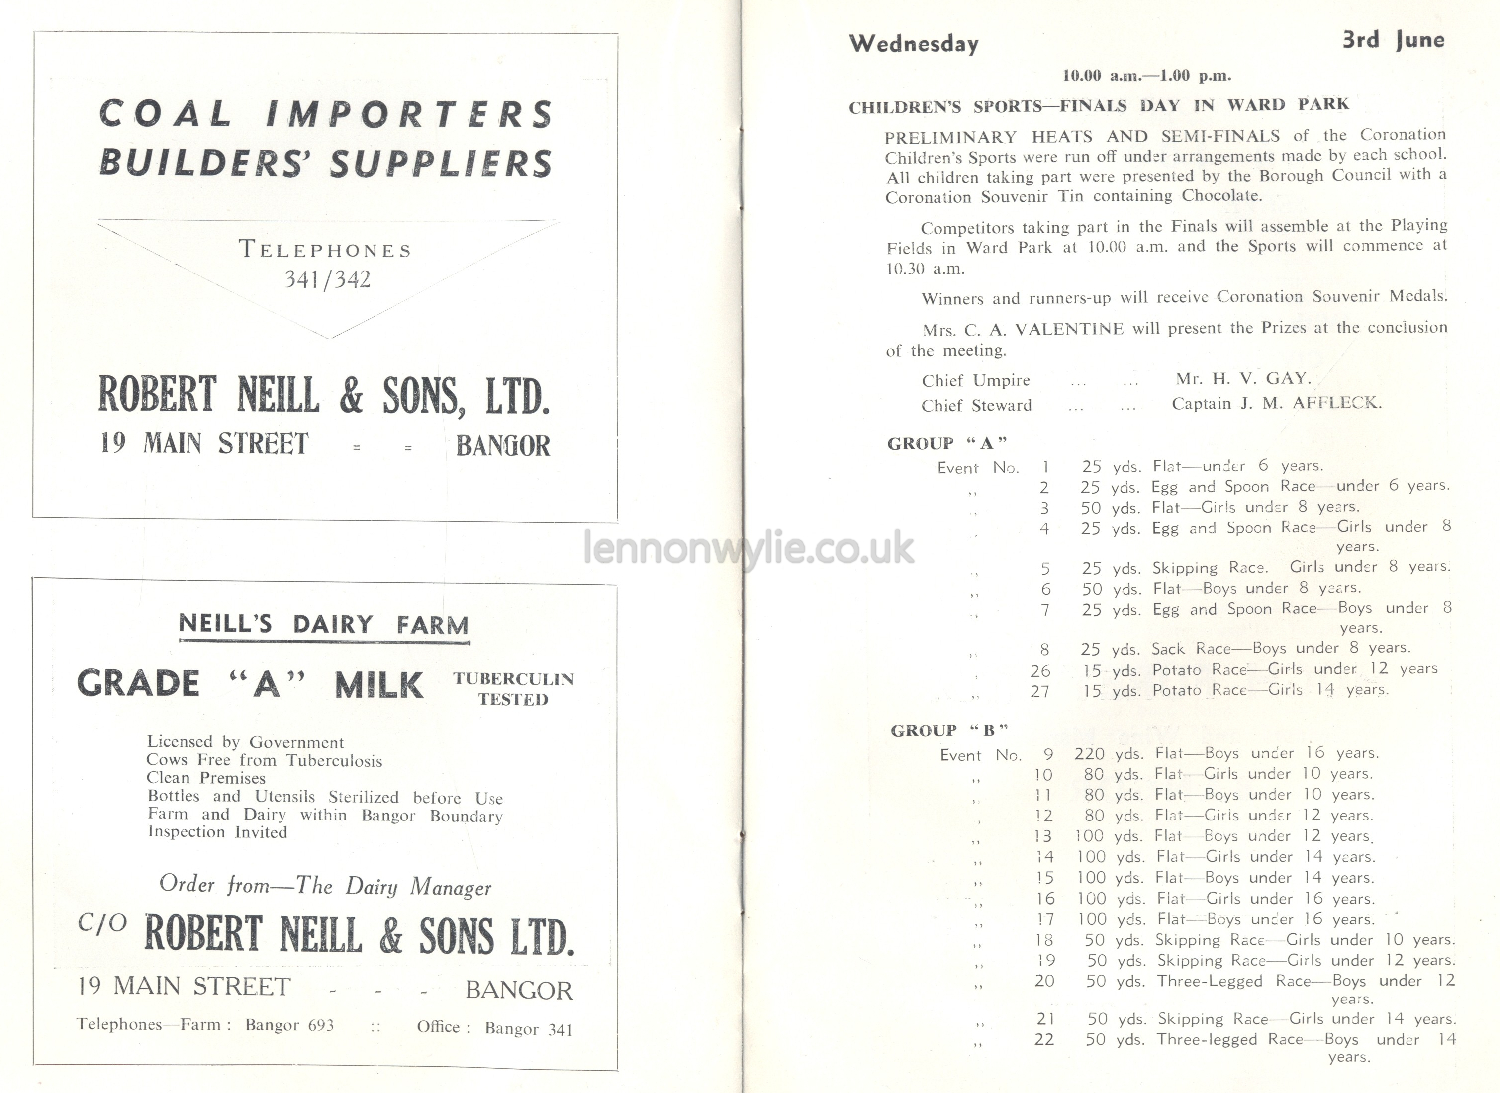 COAL IMPORTERS
BUILDERS' SUPPLIERS
TELEPHONES
341/342
ROBERT NEILL & SONS, LTD.
19 MAIN STREET = = BANGOR
NEILL'S DAIRY FARM
GRADE “A” MILK TUBERCULIN
TESTED
Licensed by Government
Cows Free from Tuberculosis
Clean Premises
Bottles and Utensils Sterilized before Use
Farm and Dairy within Bangor Boundary
Inspection Invited
Order from—The Dairy Manager
C/O ROBERT NEILL & SONS LTD.
19 MAIN STREET - - - BANGOR
Telephones—Farm : Bangor 693 :: Office : Bangor 341
lennonwylie.co.uk
Wednesday 3rd June
10.00 a.m.—1.00 p.m.
CHILDREN'S SPORTS—FINALS DAY IN WARD PARK
PRELIMINARY HEATS AND SEMI-FINALS of the Coronation
Children's Sports were run off under arrangements made by each school.
All children taking part were presented by the Borough Council with a
Coronation Souvenir Tin containing Chocolate.
Competitors taking part in the Finals will assemble at the Playing
Fields in Ward Park at 10.00 a.m. and the Sports will commence at
10.30 a.m.
Winners and runners-up will receive Coronation Souvenir Medals.
Mrs. C. A. VALENTINE will present the Prizes at the conclusion
of the meeting.
Chief Umpire ... ... Mr. H. V. GAY.
Chief Steward ... ... Captain J. M. AFFLECK.
GROUP “A”
Event No. 1 25 yds. Flat—under 6 years.
,, 2 25 yds. Egg and Spoon Race—under 6 years.
,, 3 50 yds. Flat—Girls under 8 years.
,, 4 25 yds. Egg and Spoon Race—Girls under 8
years.
,, 5 25 yds. Skipping Race. Girls under 8 years.
,, 6 50 yds. Flat—Boys under 8 years.
,, 7 25 yds. Egg and Spoon Race—Boys under 8
years.
,, 8 25 yds. Sack Race—Boys under 8 years.
,, 26 15 yds. Potato Race—Girls under 12 years
,, 27 15 yds. Potato Race—Girls 14 years.
GROUP “B”
Event No. 9 220 yds. Flat—Boys under 16 years.
,, 10 80 yds. Flat—Girls under 10 years.
,, 11 80 yds. Flat—Boys under 10 years.
,, 12 80 yds. Flat—Girls under 12 years.
,, 13 100 yds. Flat—Boys under 12 years.
,, 14 100 yds. Flat—Girls under 14 years.
,, 15 100 yds. Flat—Boys under 14 years.
,, 16 100 yds. Flat—Girls under 16 years.
,, 17 100 yds. Flat—Boys under 16 years.
,, 18 50 yds. Skipping Race—Girls under 10 years.
,, 19 50 yds. Skipping Race—Girls under 12 years.
,, 20 50 yds. Three-Legged Race—Boys under 12
years.
,, 21 50 yds. Skipping Race—Girls under 14 years.
,, 22 50 yds. Three-legged Race—Boys under 14
years.